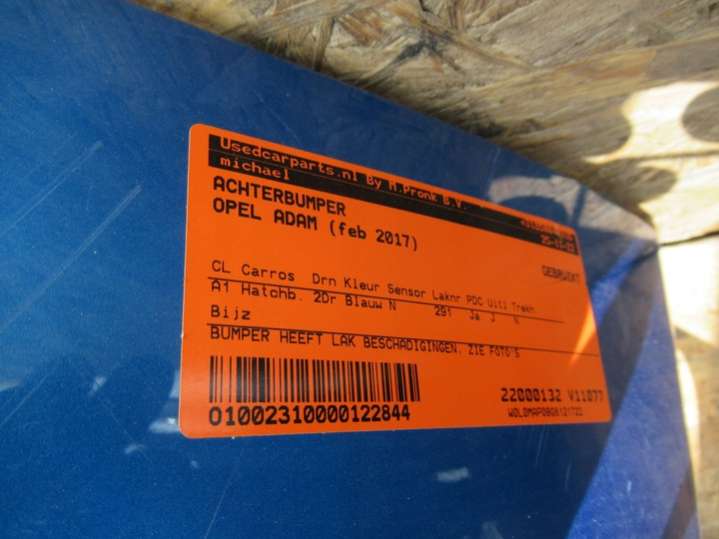 Usedcarparts.nl By M.Pronk B.V.
michael
ACHTERBUMPER
OPEL ADAM (feb 2017)
GEBRUIKT
CL Carros Drn Kleur Sensor Laknr PDC Uitl Trekh
A1 Hatchb. 2Dr Blauw N 291 Ja J N
Bijz
BUMPER HEEFT LAK BESCHADIGINGEN, ZIE FOTO'S
01002310000122844
22000132 V11077